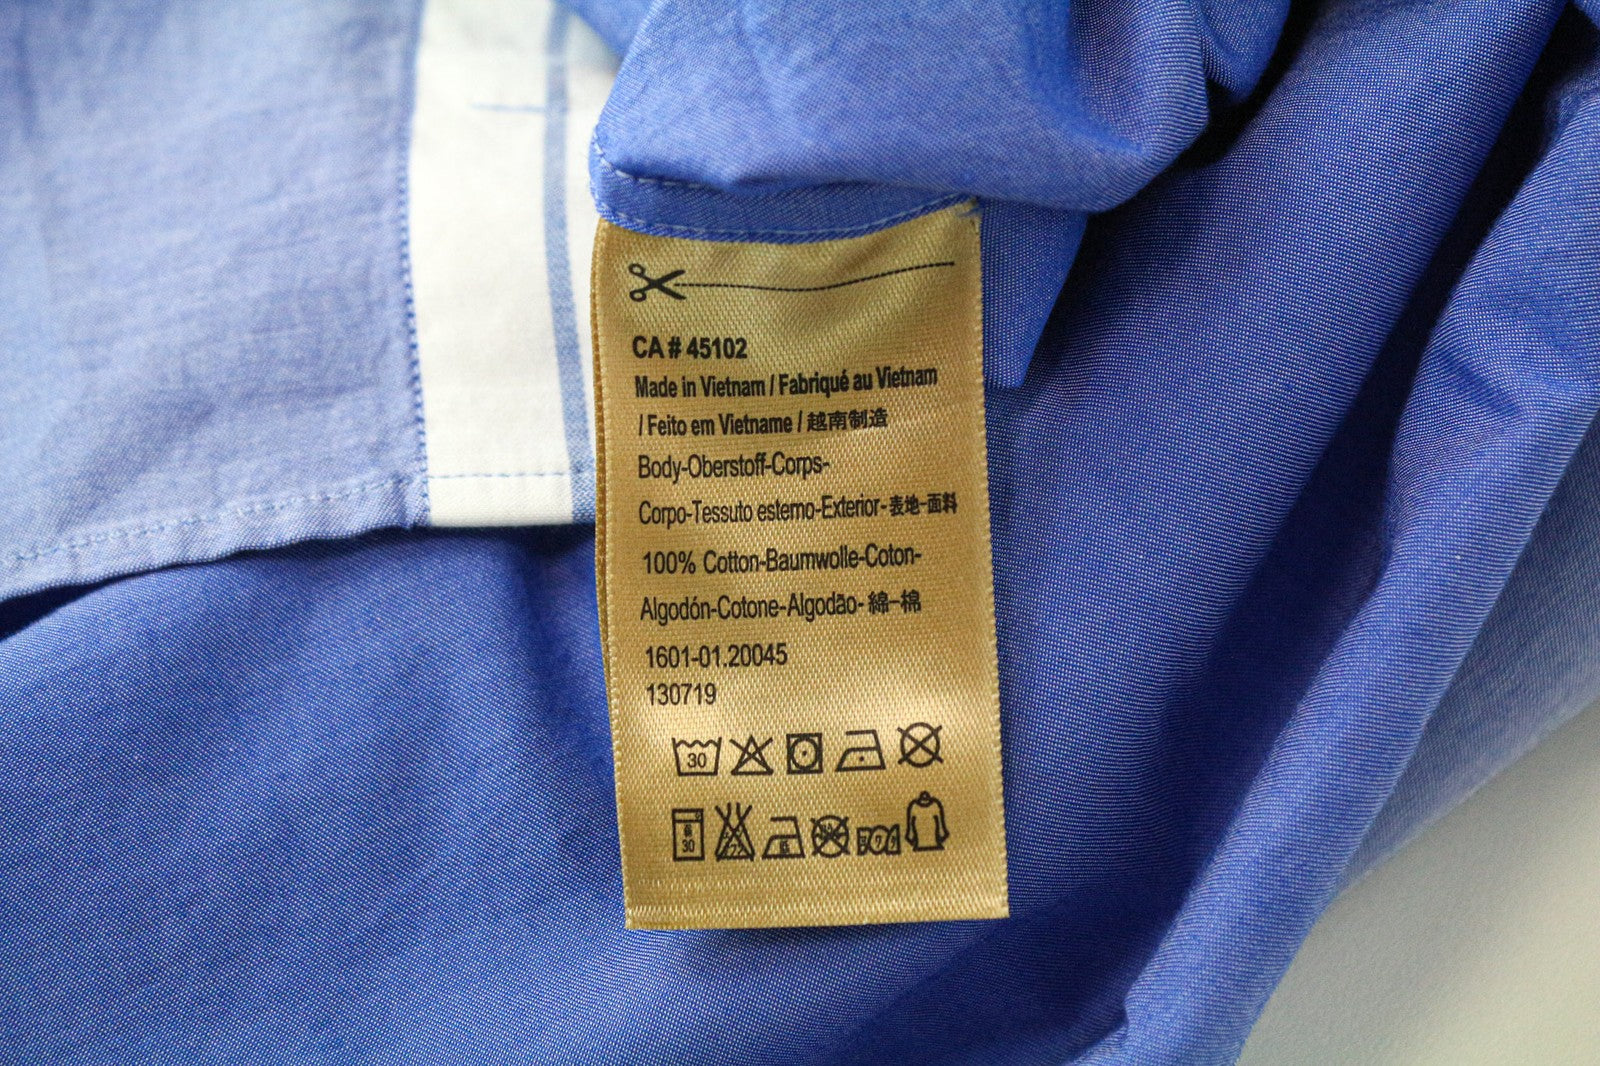 CA # 45102
Made in Vietnam / Fabriqué au Vietnam
/ Feito em Vietname / 越南制造
Body-Oberstoff-Corps-
Corpo-Tessuto esterno-Exterior-表地-面料
100% Cotton-Baumwolle-Coton-
Algodón-Cotone-Algodão-綿-棉
1601-01.20045
130719
30
30